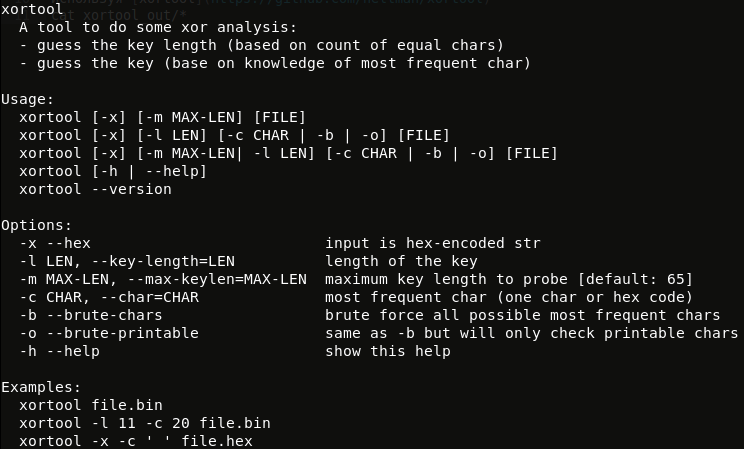 xortool
  A tool to do some xor analysis:
  - guess the key length (based on count of equal chars)
  - guess the key (base on knowledge of most frequent char)

Usage:
  xortool [-x] [-m MAX-LEN] [FILE]
  xortool [-x] [-l LEN] [-c CHAR | -b | -o] [FILE]
  xortool [-x] [-m MAX-LEN| -l LEN] [-c CHAR | -b | -o] [FILE]
  xortool [-h | --help]
  xortool --version

Options:
  -x --hex                          input is hex-encoded str
  -l LEN, --key-length=LEN          length of the key
  -m MAX-LEN, --max-keylen=MAX-LEN  maximum key length to probe [default: 65]
  -c CHAR, --char=CHAR              most frequent char (one char or hex code)
  -b --brute-chars                  brute force all possible most frequent chars
  -o --brute-printable              same as -b but will only check printable chars
  -h --help                         show this help

Examples:
  xortool file.bin
  xortool -l 11 -c 20 file.bin
  xortool -x -c ' ' file.hex